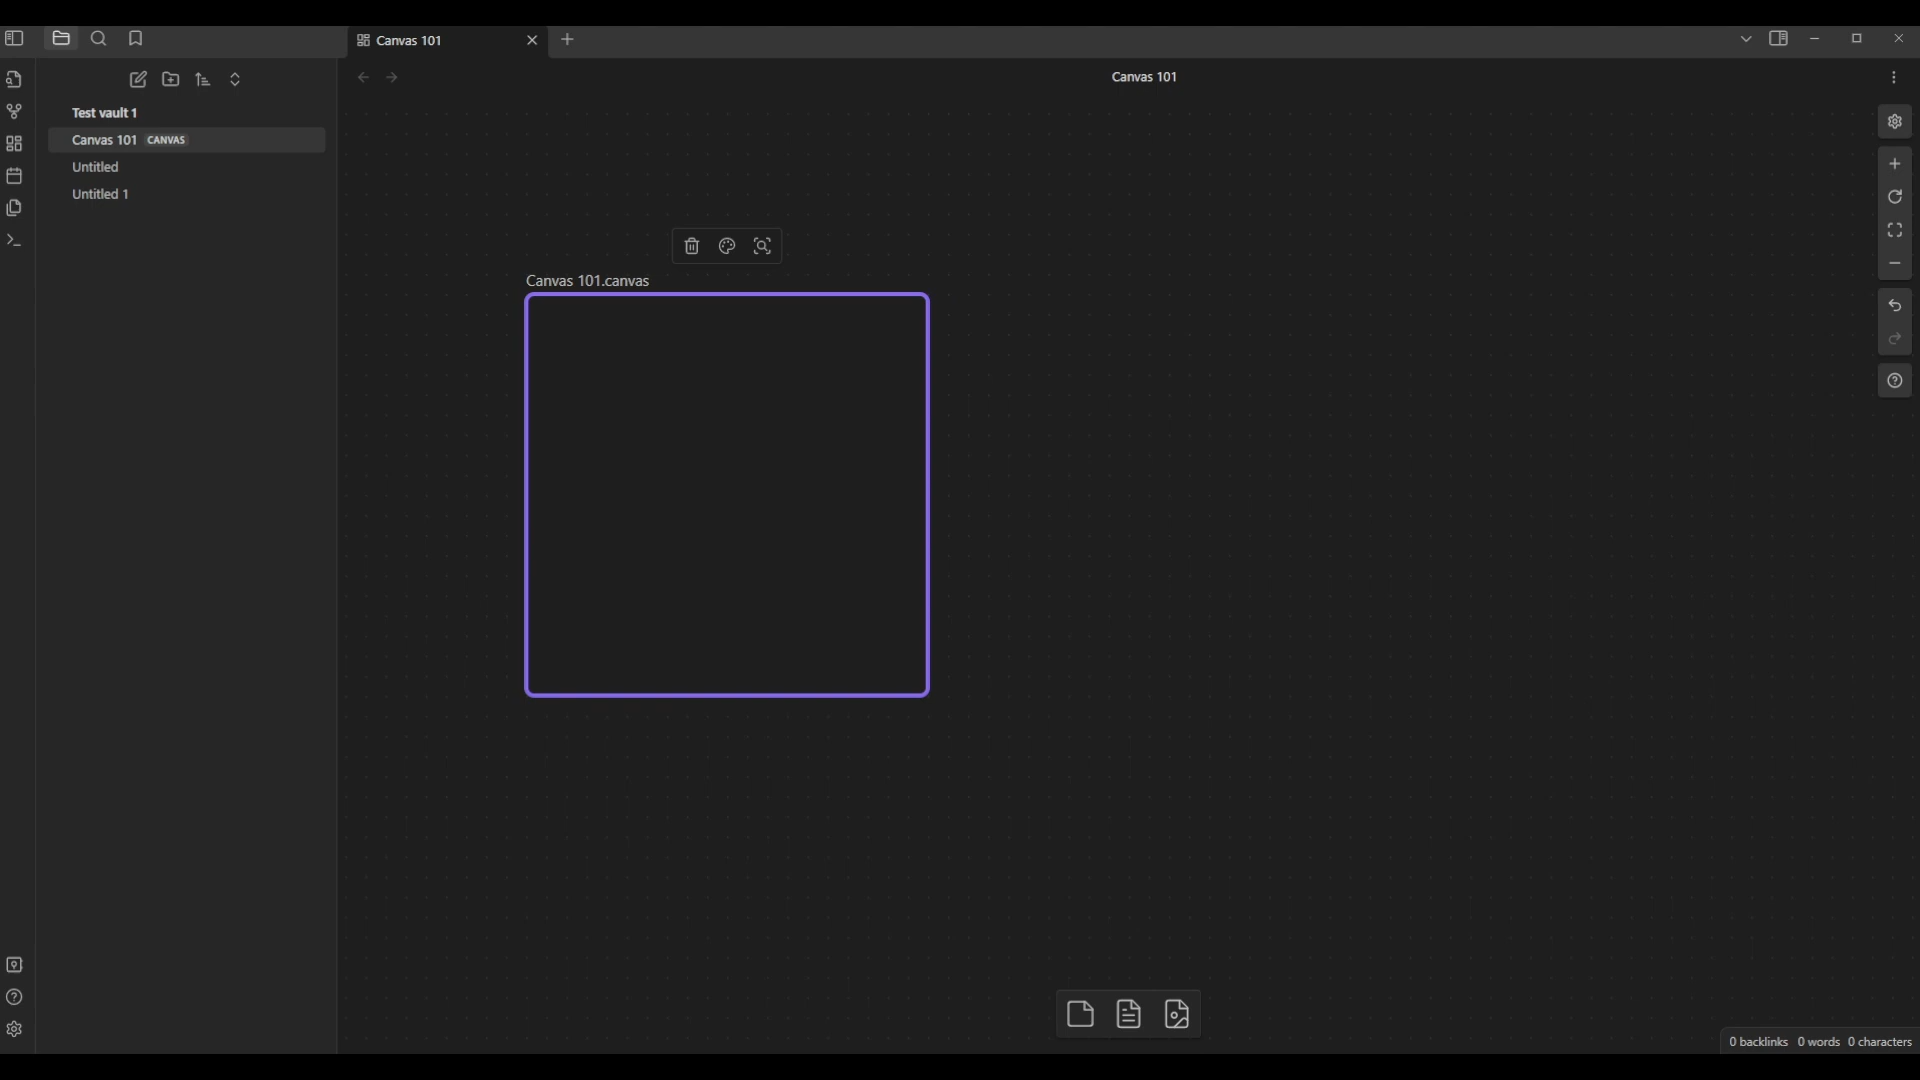 Canvas 101
Canvas 101
Test vault 1
Canvas 101 CANVAS
Untitled
Untitled 1
Canvas 101.canvas
0 backlinks 0 words 0 characters